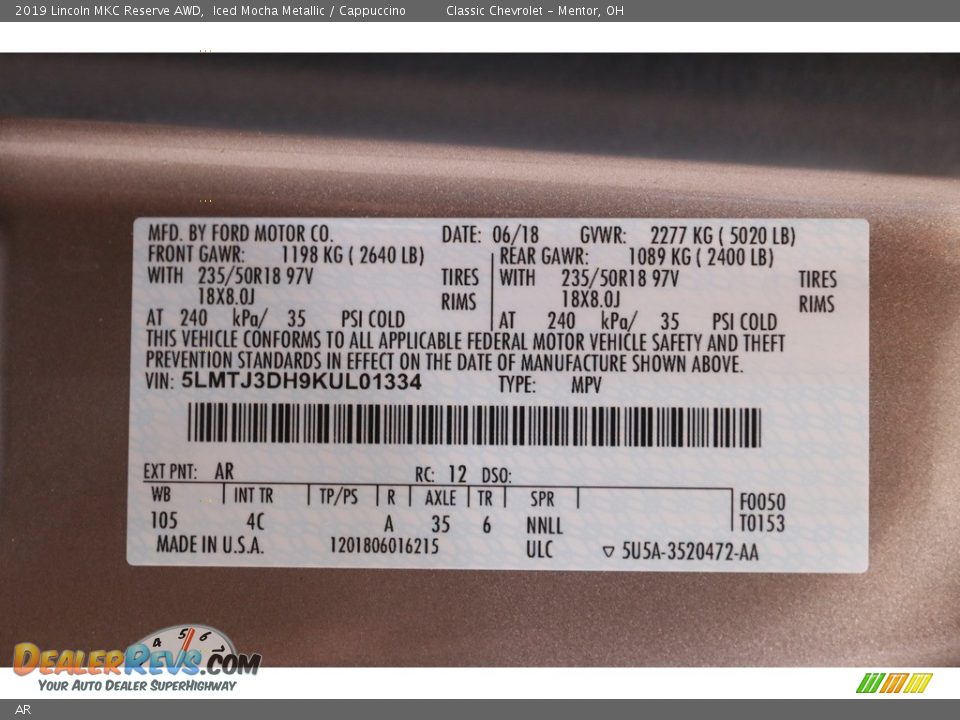 2019 Lincoln MKC Reserve AWD, Iced Mocha Metallic / Cappuccino Classic Chevrolet - Mentor, OH
MFD. BY FORD MOTOR CO. DATE: 06/18 GVWR: 2277 KG ( 5020 LB)
FRONT GAWR: 1198 KG ( 2640 LB) REAR GAWR: 1089 KG ( 2400 LB)
WITH 235/50R18 97V TIRES WITH 235/50R18 97V TIRES
18X8.0J RIMS 18X8.0J RIMS
AT 240 kPa/ 35 PSI COLD AT 240 kPa/ 35 PSI COLD
THIS VEHICLE CONFORMS TO ALL APPLICABLE FEDERAL MOTOR VEHICLE SAFETY AND THEFT
PREVENTION STANDARDS IN EFFECT ON THE DATE OF MANUFACTURE SHOWN ABOVE.
VIN: 5LMTJ3DH9KUL01334 TYPE: MPV
EXT PNT: AR RC: 12 DSO:
WB INT TR TP/PS R AXLE TR SPR F0050
105 4C A 35 6 NNLL T0153
MADE IN U.S.A. 1201806016215 ULC ▽ 5U5A-3520472-AA
4 5 6 7
DEALERREVS.COM
YOUR AUTO DEALER SUPERHIGHWAY
AR